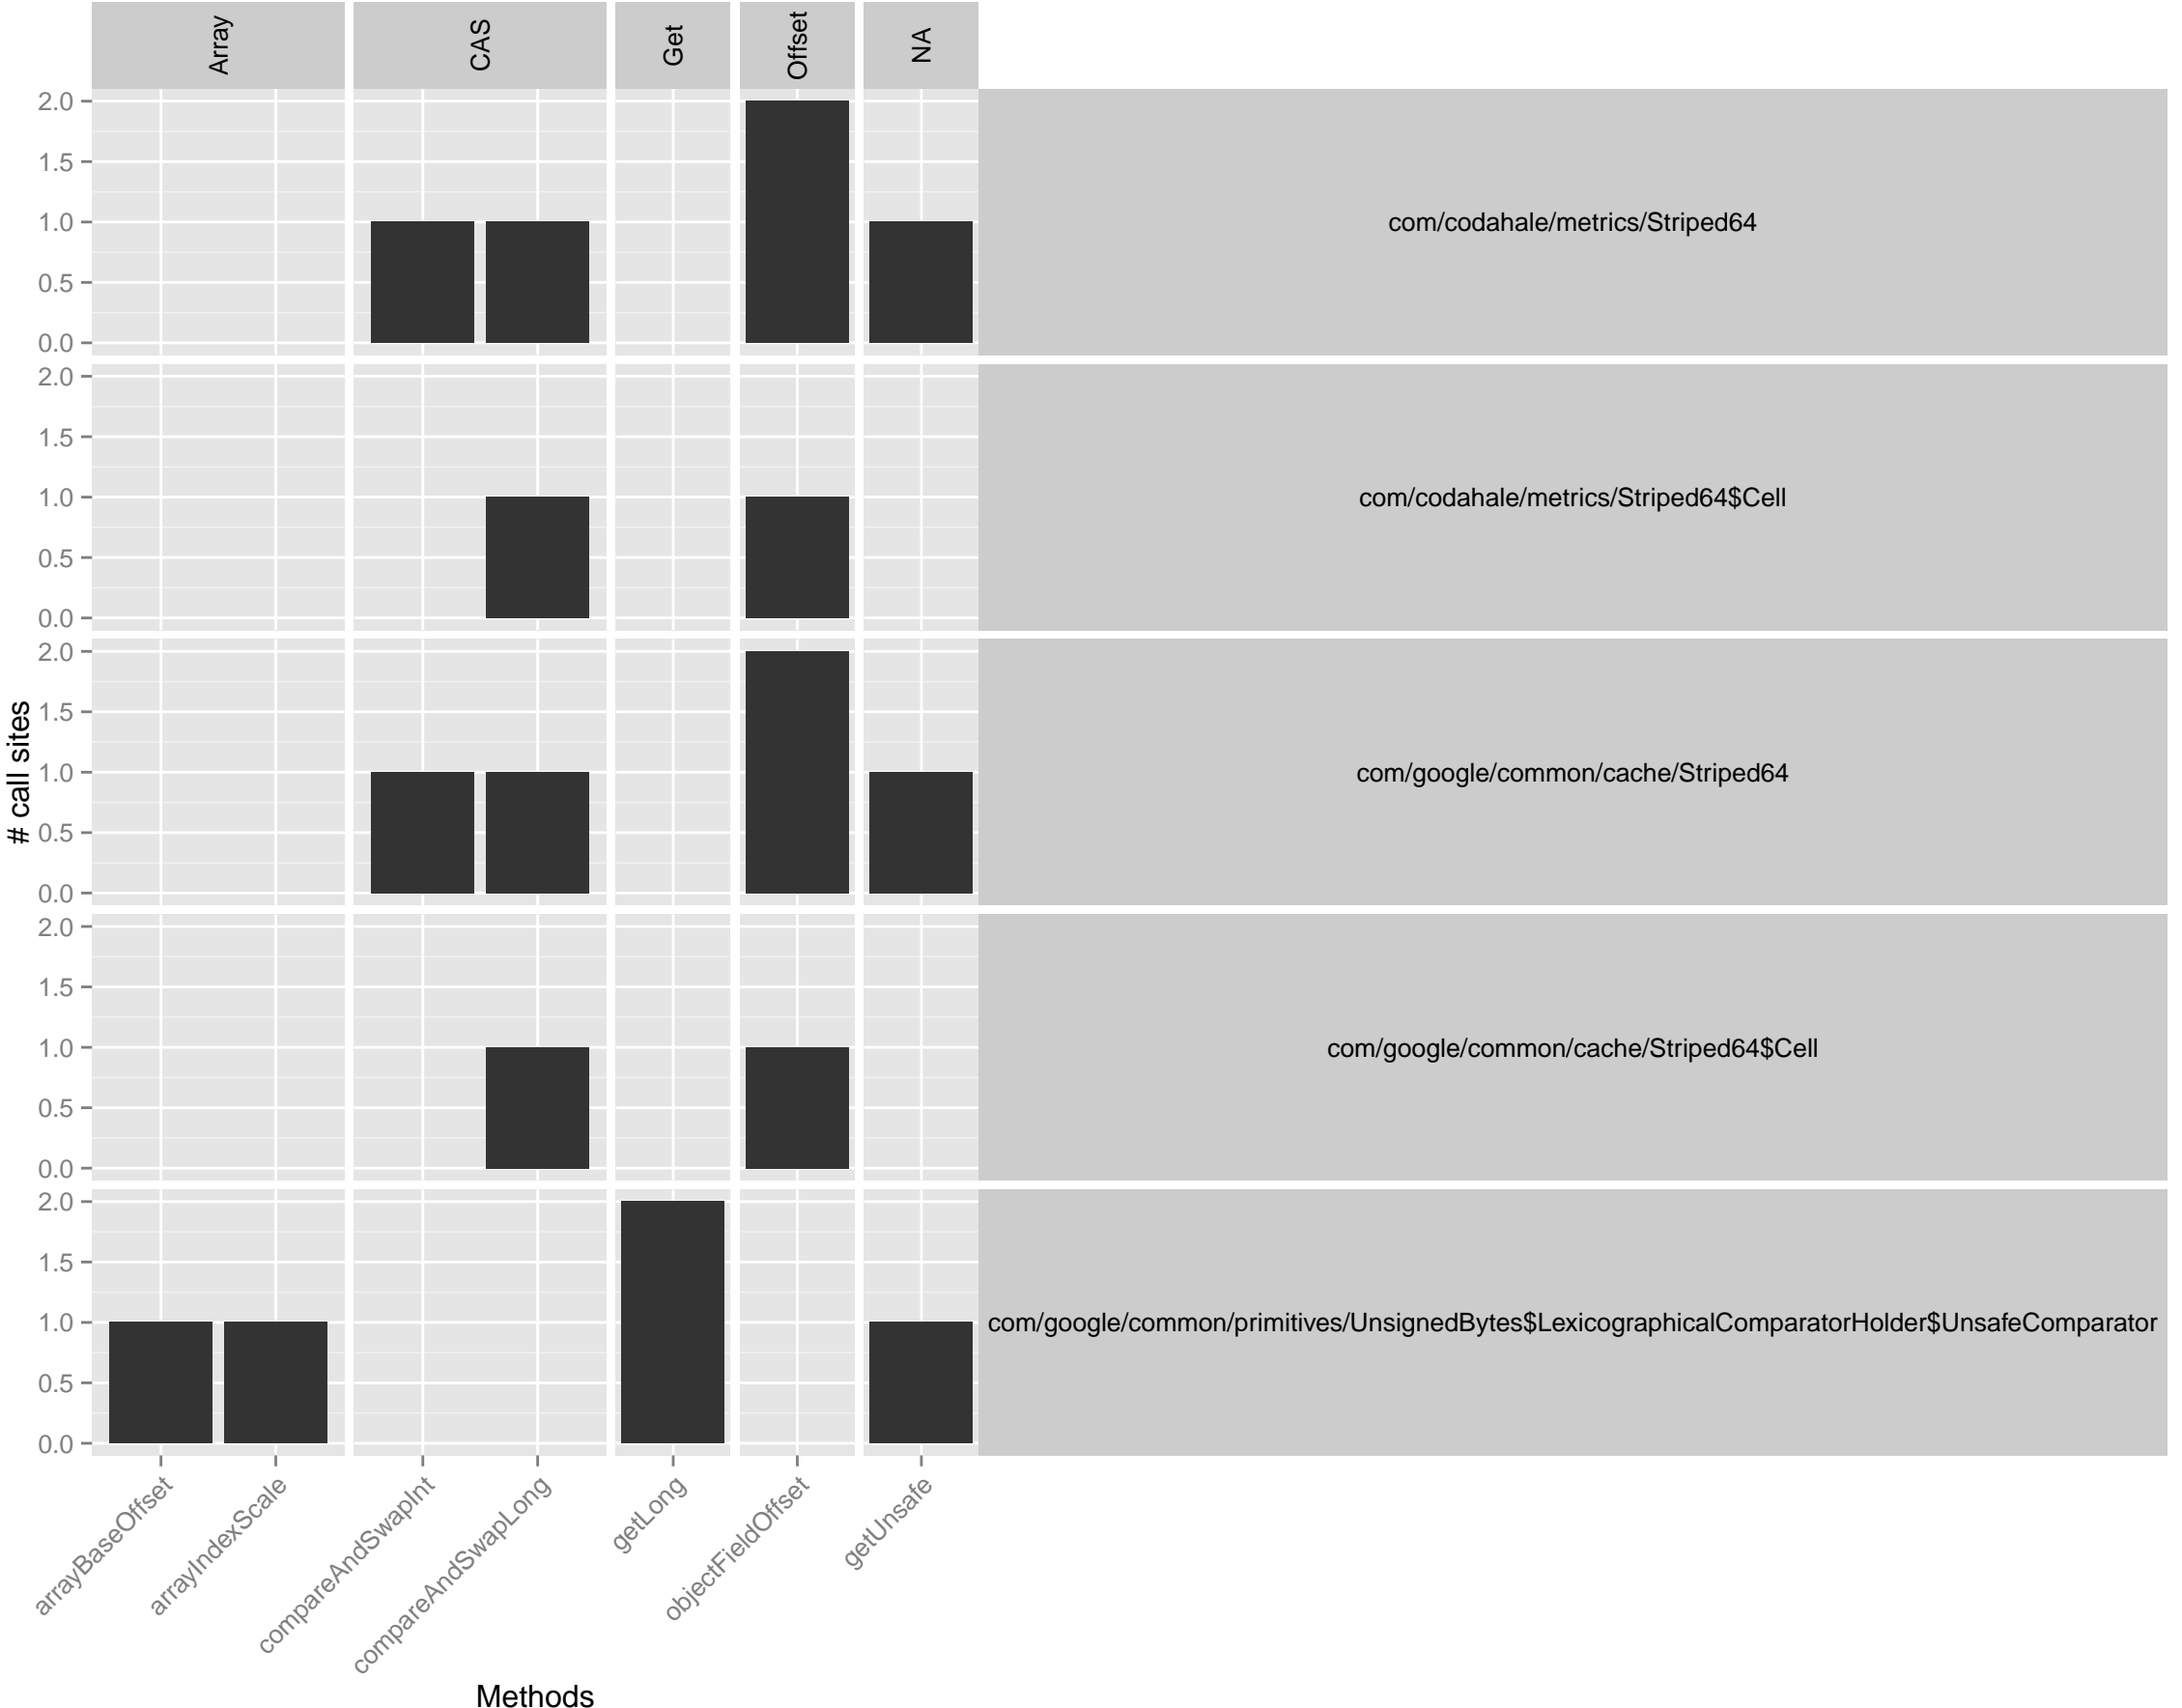 Array
CAS
Get
Offset
NA
2.0
1.5
1.0
0.5
0.0
com/codahale/metrics/Striped64
2.0
1.5
1.0
0.5
0.0
com/codahale/metrics/Striped64$Cell
2.0
1.5
1.0
0.5
0.0
com/google/common/cache/Striped64
2.0
1.5
1.0
0.5
0.0
com/google/common/cache/Striped64$Cell
2.0
1.5
1.0
0.5
0.0
com/google/common/primitives/UnsignedBytes$LexicographicalComparatorHolder$UnsafeComparator
# call sites
arrayBaseOffset
arrayIndexScale
compareAndSwapInt
compareAndSwapLong
getLong
objectFieldOffset
getUnsafe
Methods